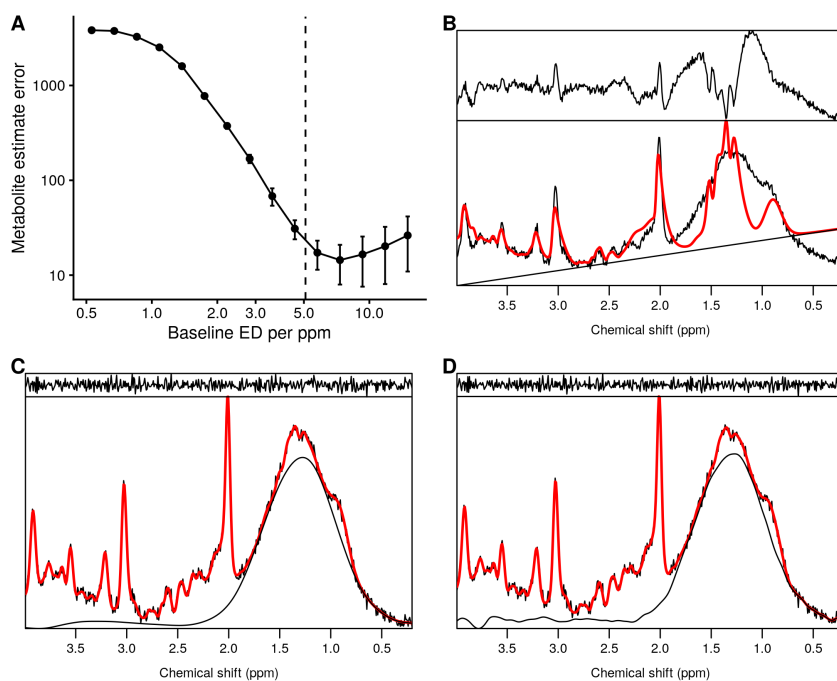 A
Metabolite estimate error
1000
100
10
0.5 1.0 2.0 3.0 5.0 10.0
Baseline ED per ppm
B
3.5 3.0 2.5 2.0 1.5 1.0 0.5
Chemical shift (ppm)
C
3.5 3.0 2.5 2.0 1.5 1.0 0.5
Chemical shift (ppm)
D
3.5 3.0 2.5 2.0 1.5 1.0 0.5
Chemical shift (ppm)